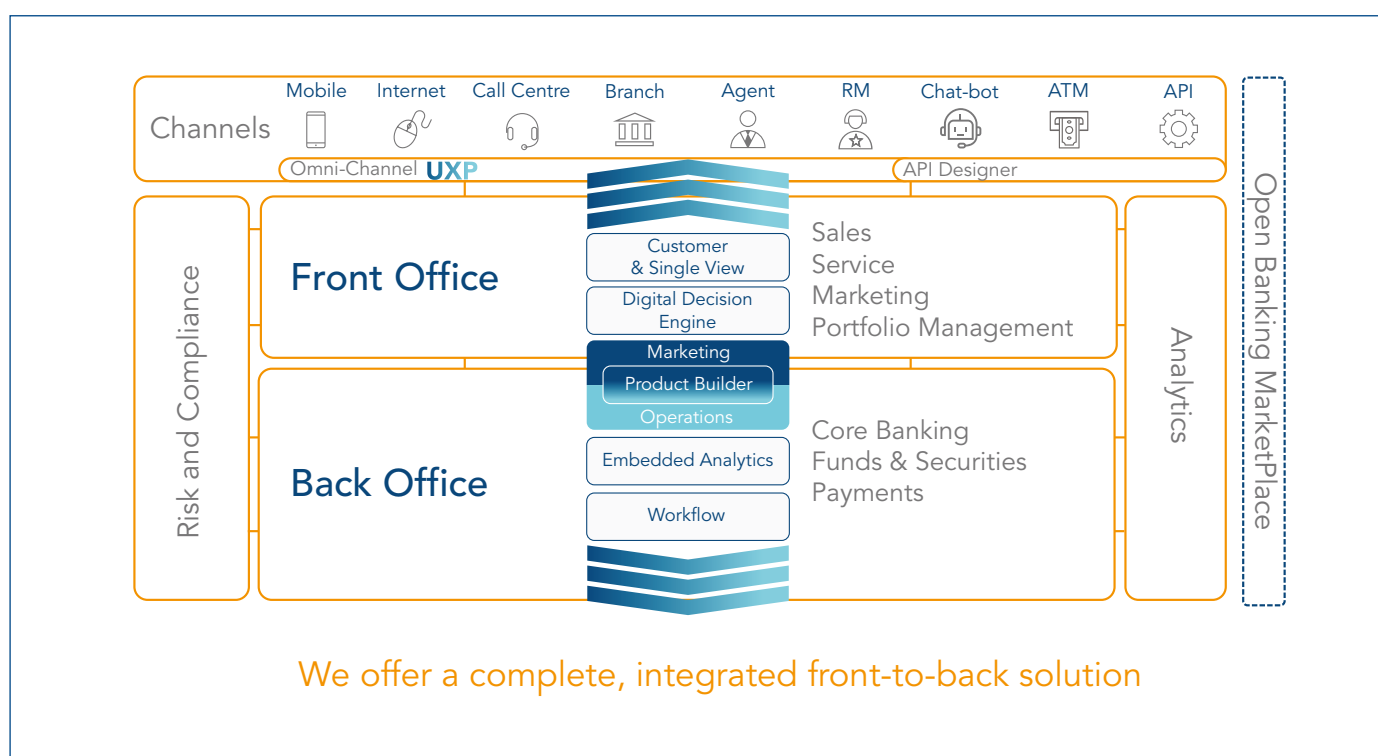 Mobile
Internet
Call Centre
Branch
Agent
RM
Chat-bot
ATM
API
Channels
Omni-Channel UXP
API Designer
Risk and Compliance
Front Office
Customer
& Single View
Digital Decision
Engine
Sales
Service
Marketing
Portfolio Management
Marketing
Product Builder
Operations
Back Office
Embedded Analytics
Workflow
Core Banking
Funds & Securities
Payments
Analytics
Open Banking MarketPlace
We offer a complete, integrated front-to-back solution